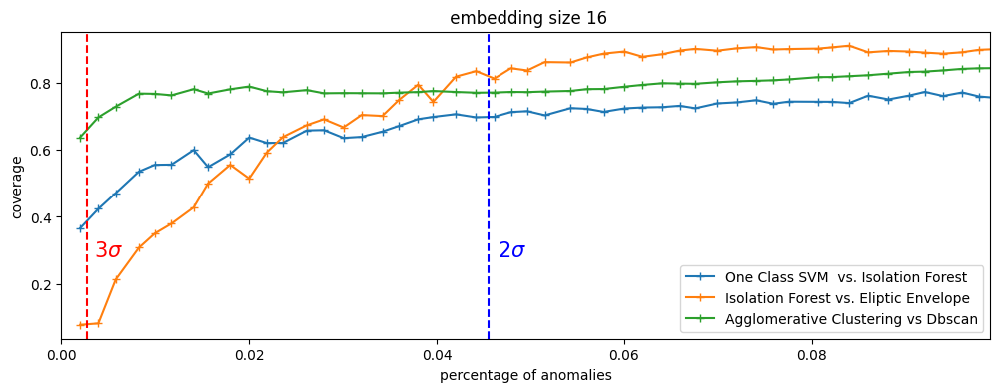 embedding size 16
coverage
0.8
0.6
0.4
0.2
3σ
2σ
One Class SVM  vs. Isolation Forest
Isolation Forest vs. Eliptic Envelope
Agglomerative Clustering vs Dbscan
0.00 0.02 0.04 0.06 0.08
percentage of anomalies